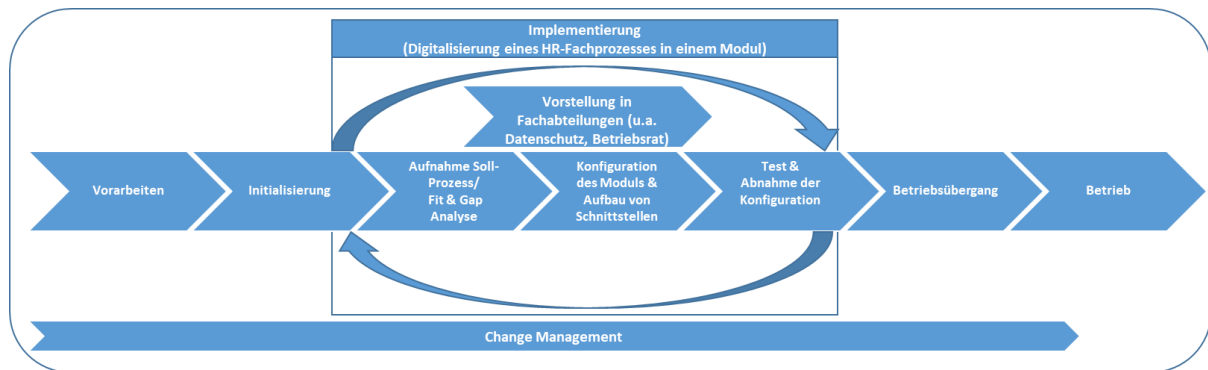 Implementierung
(Digitalisierung eines HR-Fachprozesses in einem Modul)
Vorstellung in
Fachabteilungen (u.a.
Datenschutz, Betriebsrat)
Vorarbeiten
Initialisierung
Aufnahme Soll-
Prozess/
Fit & Gap
Analyse
Konfiguration
des Moduls &
Aufbau von
Schnittstellen
Test &
Abnahme der
Konfiguration
Betriebsübergang
Betrieb
Change Management